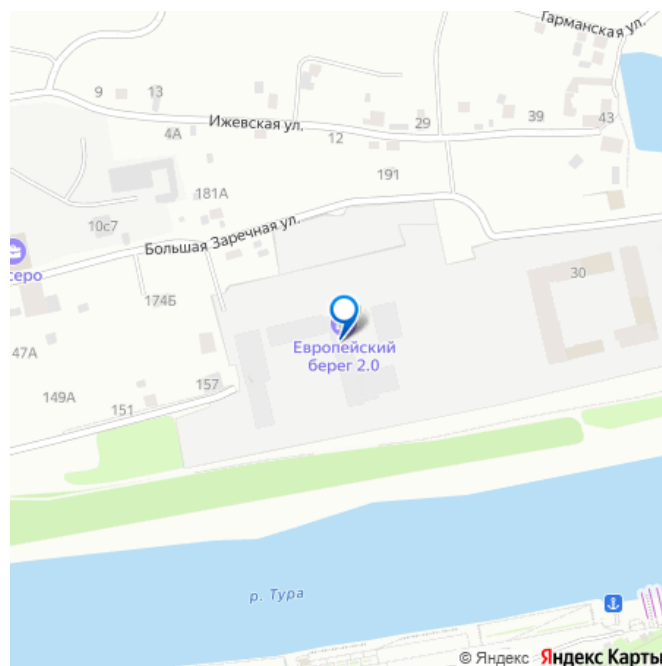 Гарманская ул.
9
13
Ижевская ул.
4А
12
29
39
43
191
181А
10с7
Большая Заречная ул.
серо
174Б
30
Европейский
берег 2.0
47А
157
149А
151
р. Тура
© Яндекс Яндекс Карты